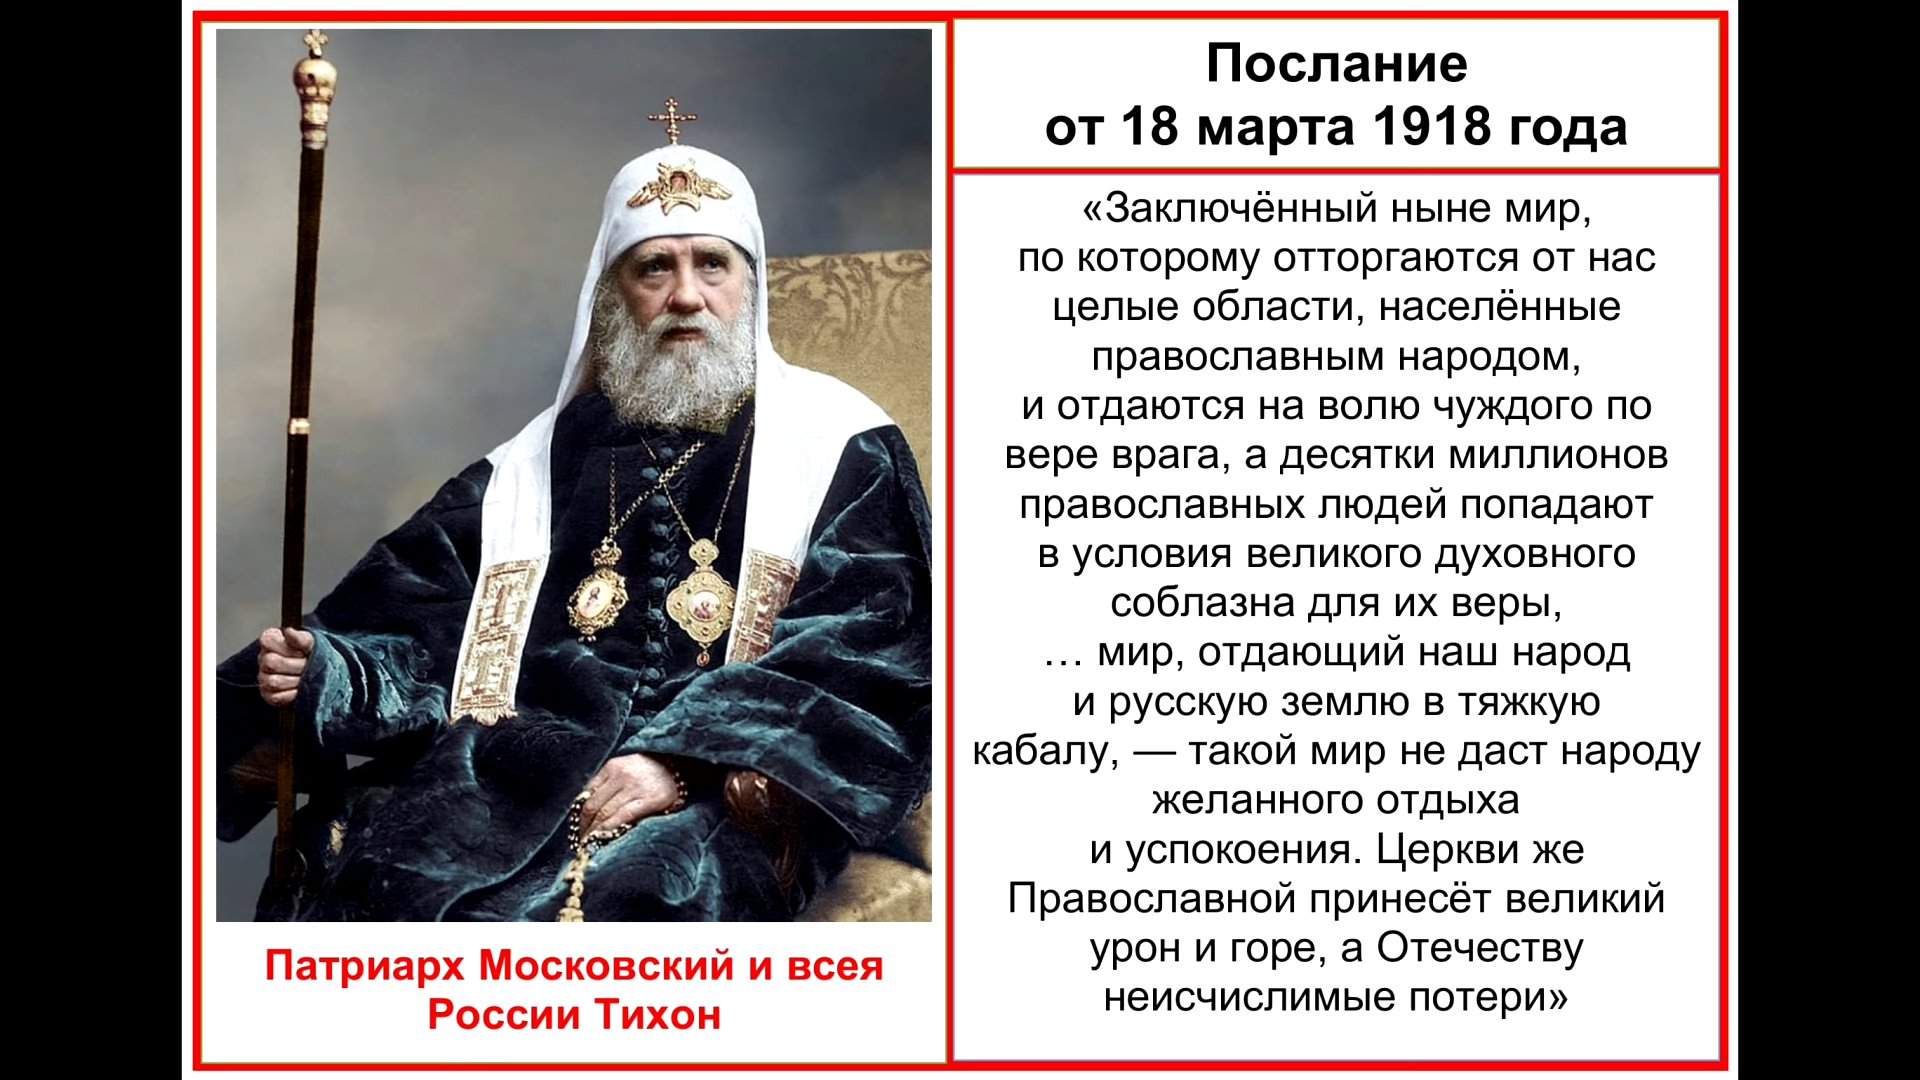 Послание
от 18 марта 1918 года
«Заключённый ныне мир,
по которому отторгаются от нас
целые области, населённые
православным народом,
и отдаются на волю чуждого по
вере врага, а десятки миллионов
православных людей попадают
в условия великого духовного
соблазна для их веры,
… мир, отдающий наш народ
и русскую землю в тяжкую
кабалу, — такой мир не даст народу
желанного отдыха
и успокоения. Церкви же
Православной принесёт великий
урон и горе, а Отечеству
неисчислимые потери»
Патриарх Московский и всея
России Тихон